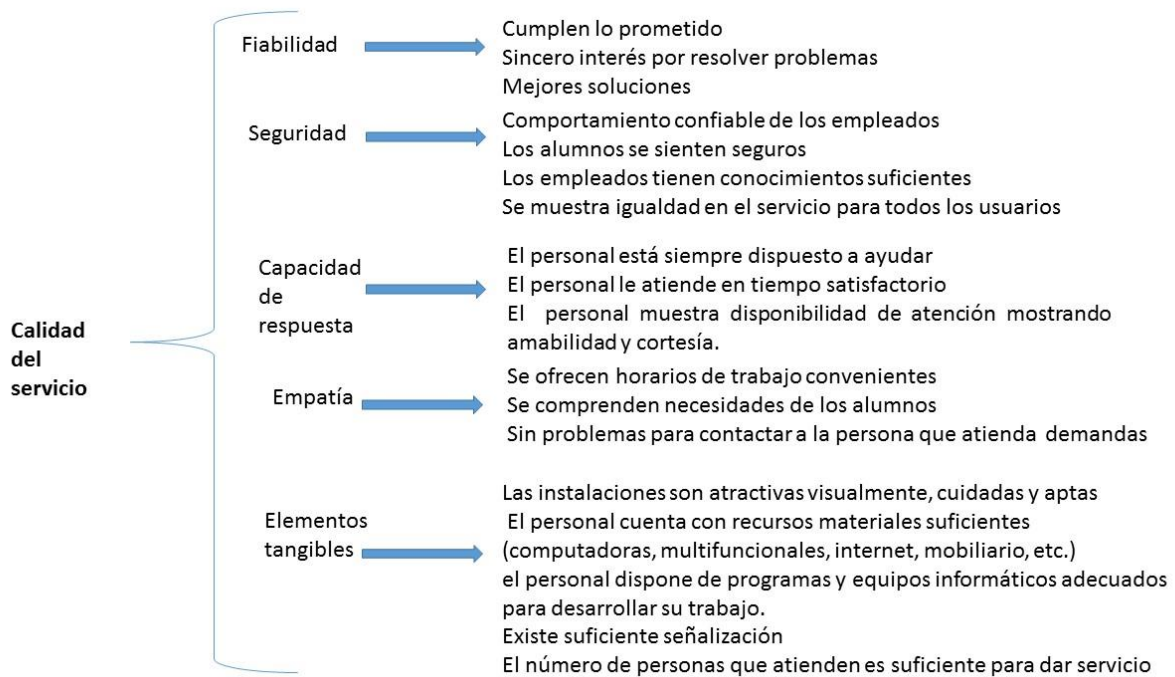 Calidad
del
servicio
Fiabilidad
Cumplen lo prometido
Sincero interés por resolver problemas
Mejores soluciones
Seguridad
Comportamiento confiable de los empleados
Los alumnos se sienten seguros
Los empleados tienen conocimientos suficientes
Se muestra igualdad en el servicio para todos los usuarios
Capacidad
de
respuesta
El personal está siempre dispuesto a ayudar
El personal le atiende en tiempo satisfactorio
El personal muestra disponibilidad de atención mostrando
amabilidad y cortesía.
Empatía
Se ofrecen horarios de trabajo convenientes
Se comprenden necesidades de los alumnos
Sin problemas para contactar a la persona que atienda demandas
Elementos
tangibles
Las instalaciones son atractivas visualmente, cuidadas y aptas
El personal cuenta con recursos materiales suficientes
(computadoras, multifuncionales, internet, mobiliario, etc.)
el personal dispone de programas y equipos informáticos adecuados
para desarrollar su trabajo.
Existe suficiente señalización
El número de personas que atienden es suficiente para dar servicio